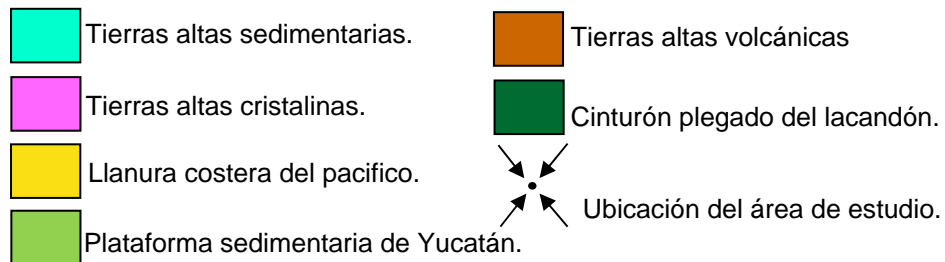 Tierras altas sedimentarias.
Tierras altas cristalinas.
Llanura costera del pacifico.
Plataforma sedimentaria de Yucatán.
Tierras altas volcánicas
Cinturón plegado del lacandón.
Ubicación del área de estudio.